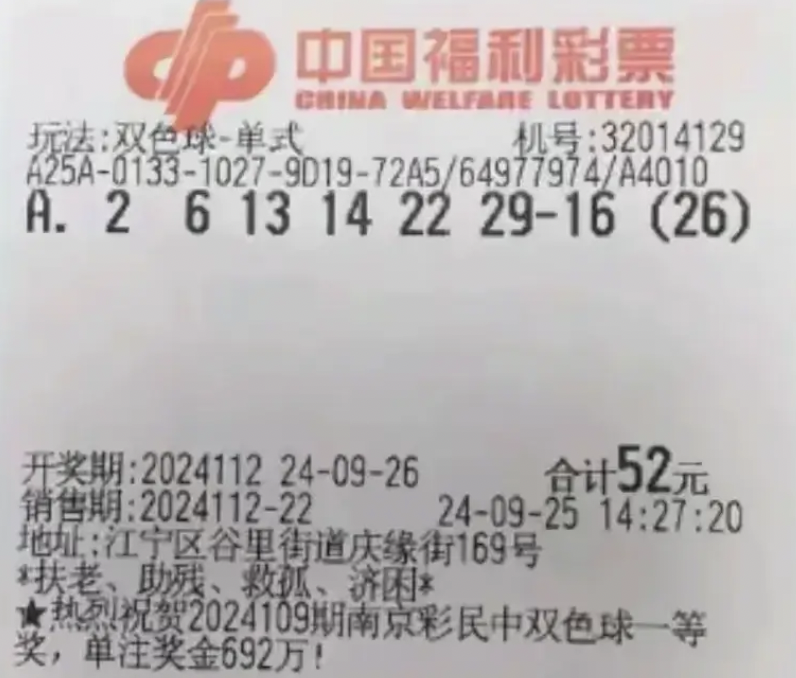 中国福利彩票
CHINA WELFARE LOTTERY
玩法:双色球-单式 机号:32014129
A25A-0133-1027-9D19-72A5/64977974/A4010
A. 2 6 13 14 22 29-16 (26)
开奖期:2024112 24-09-26 合计52元
销售期:2024112-22 24-09-25 14:27:20
地址:江宁区谷里街道庆缘街169号
*扶老、助残、救孤、济困*
★热烈祝贺2024109期南京彩民中双色球一等
奖，单注奖金692万!